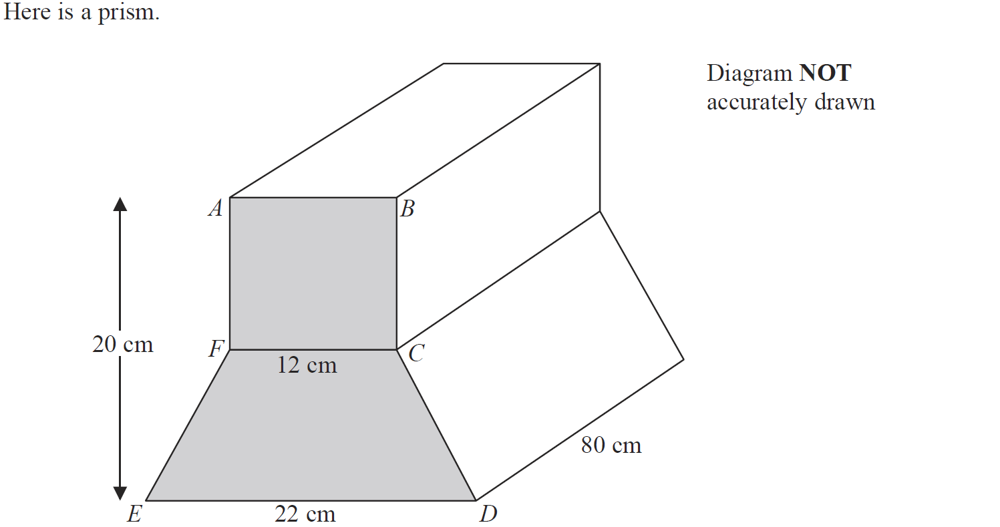 Here is a prism.
Diagram NOT
accurately drawn
A
B
20 cm
F
C
12 cm
80 cm
E
22 cm
D